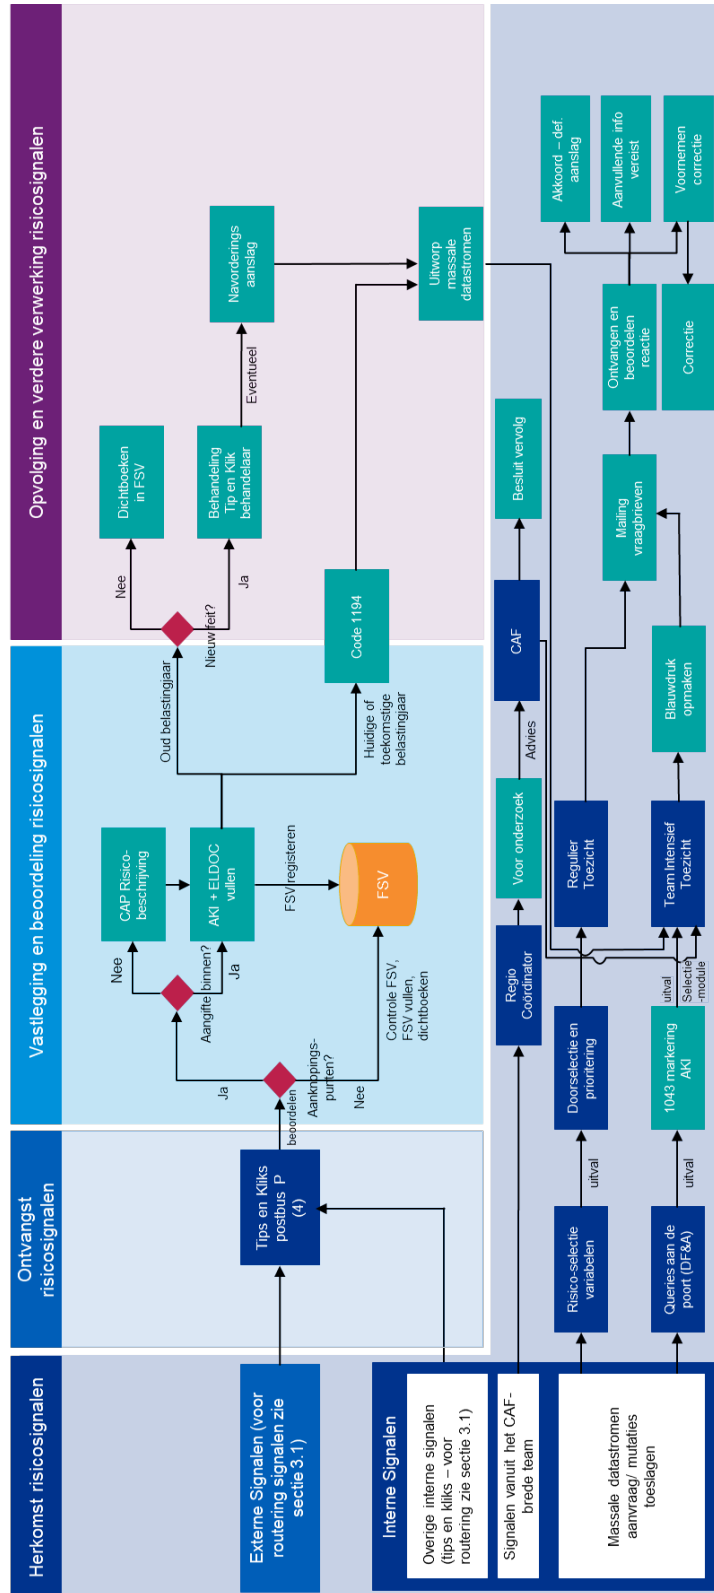 Herkomst risicosignalen
Ontvangst
risicosignalen
Vastlegging en beoordeling risicosignalen
Opvolging en verdere verwerking risicosignalen
Externe Signalen (voor
routering signalen zie
sectie 3.1)
Tips en Kliks
postbus P
(4)
beoordelen
Aanknopings-
punten?
Ja
Nee
Aangifte binnen?
Nee
Ja
CAP Risico-
beschrijving
AKI + ELDOC
vullen
FSV registeren
FSV
Controle FSV,
FSV vullen,
dichtboeken
Oud belastingjaar
Huidige of
toekomstige
belastingjaar
Nieuw feit?
Nee
Ja
Dichtboeken
in FSV
Behandeling
Tip en Klik
behandelaar
Eventueel
Navorderings
aanslag
Code 1194
Uitworp
massale
datastromen
Interne Signalen
Overige interne signalen
(tips en kliks – voor
routering zie sectie 3.1)
Signalen vanuit het CAF-
brede team
Regio
Coördinator
Voor onderzoek
Advies
CAF
Besluit vervolg
Massale datastromen
aanvraag/ mutaties
toeslagen
Risico-selectie
variabelen
uitval
Doorselectie en
prioritering
Regulier
Toezicht
Mailing
vraagbrieven
Ontvangen en
beoordelen
reactie
Akkoord – def.
aanslag
Aanvullende info
vereist
Voornemen
correctie
Correctie
Queries aan de
poort (DF&A)
uitval
1043 markering
AKI
uitval
Selectie
-module
Team Intensief
Toezicht
Blauwdruk
opmaken